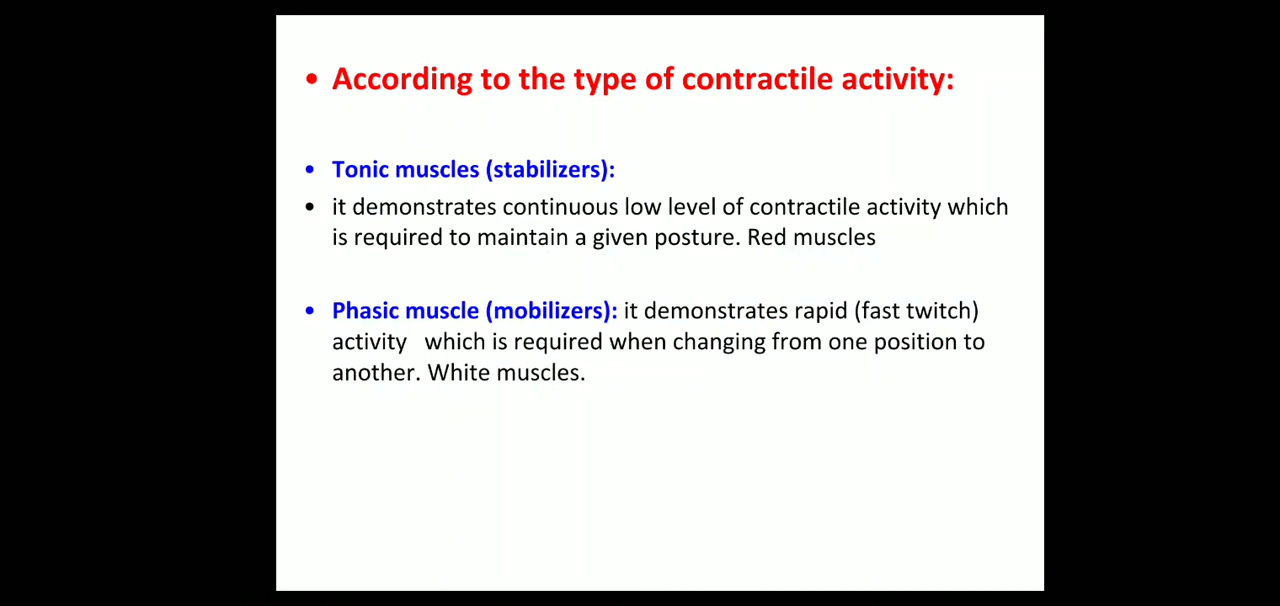 • According to the type of contractile activity:
• Tonic muscles (stabilizers):
• it demonstrates continuous low level of contractile activity which
is required to maintain a given posture. Red muscles
• Phasic muscle (mobilizers): it demonstrates rapid (fast twitch)
activity   which is required when changing from one position to
another. White muscles.